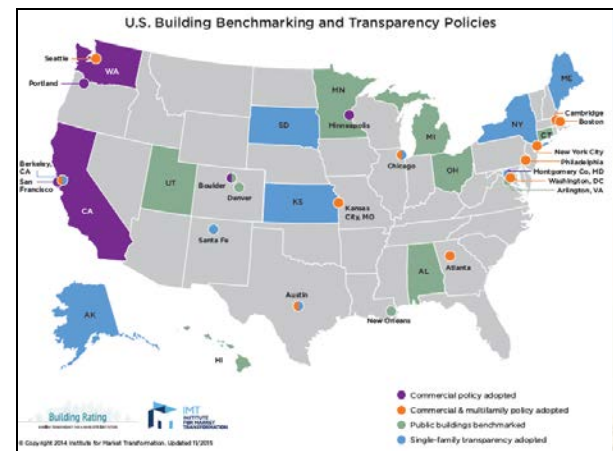 U.S. Building Benchmarking and Transparency Policies
Seattle
WA
Portland
ME
MN
Minneapolis
SD
MI
NY
Cambridge
Boston
CT
New York City
Philadelphia
Montgomery Co, MD
Washington, DC
Arlington, VA
Berkeley,
CA
San
Francisco
CA
UT
Boulder
Denver
Chicago
OH
KS
Kansas
City, MO
Santa Fe
AL
Atlanta
Austin
New Orleans
AK
HI
Commercial policy adopted
Commercial & multifamily policy adopted
Public buildings benchmarked
Single-family transparency adopted
Building Rating
IMT
INSTITUTE
FOR MARKET
TRANSFORMATION
© Copyright 2014 Institute for Market Transformation. Updated 11/2015